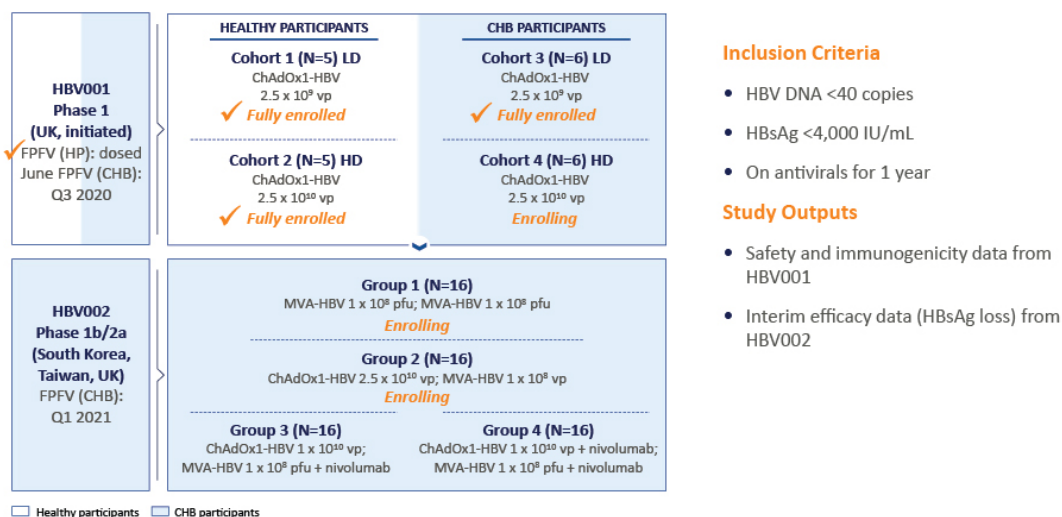 HBV001
Phase 1
(UK, initiated)
FPFV (HP): dosed
June FPFV (CHB):
Q3 2020
HEALTHY PARTICIPANTS
Cohort 1 (N=5) LD
ChAdOx1-HBV
2.5 x 10⁹ vp
Fully enrolled
Cohort 2 (N=5) HD
ChAdOx1-HBV
2.5 x 10¹⁰ vp
Fully enrolled
CHB PARTICIPANTS
Cohort 3 (N=6) LD
ChAdOx1-HBV
2.5 x 10⁹ vp
Fully enrolled
Cohort 4 (N=6) HD
ChAdOx1-HBV
2.5 x 10¹⁰ vp
Enrolling
HBV002
Phase 1b/2a
(South Korea,
Taiwan, UK)
FPFV (CHB):
Q1 2021
Group 1 (N=16)
MVA-HBV 1 x 10⁸ pfu; MVA-HBV 1 x 10⁸ pfu
Enrolling
Group 2 (N=16)
ChAdOx1-HBV 2.5 x 10¹⁰ vp; MVA-HBV 1 x 10⁸ vp
Enrolling
Group 3 (N=16)
ChAdOx1-HBV 1 x 10¹⁰ vp;
MVA-HBV 1 x 10⁸ pfu + nivolumab
Group 4 (N=16)
ChAdOx1-HBV 1 x 10¹⁰ vp + nivolumab;
MVA-HBV 1 x 10⁸ pfu + nivolumab
Healthy participants
CHB participants
Inclusion Criteria
• HBV DNA <40 copies
• HBsAg <4,000 IU/mL
• On antivirals for 1 year
Study Outputs
• Safety and immunogenicity data from
HBV001
• Interim efficacy data (HBsAg loss) from
HBV002